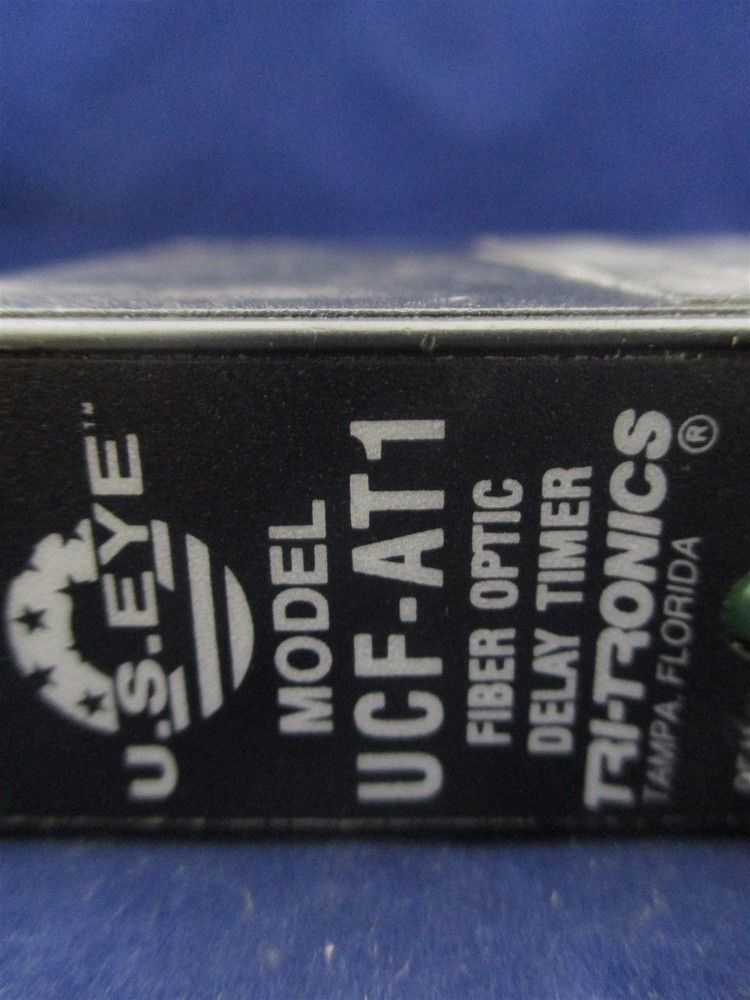 U.S.EYE™
MODEL
UCF-AT1
FIBER OPTIC
DELAY TIMER
TRI-TRONICS®
TAMPA, FLORIDA